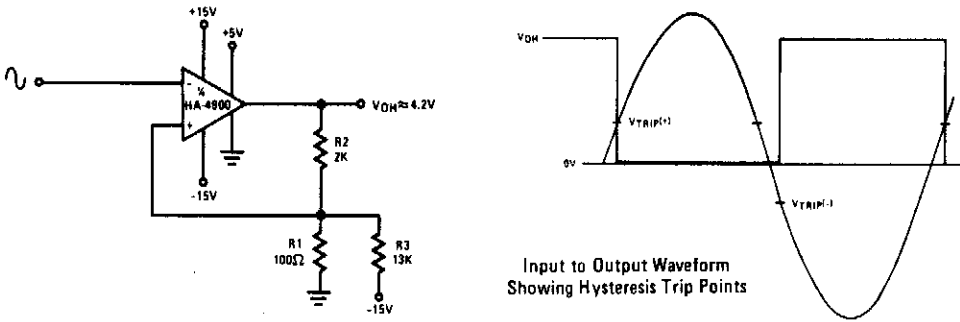 +15V
+5V
-
¼
HA-4900
+
VOH≈4.2V
R2
2K
-15V
R1
100Ω
R3
13K
-15V
VOH
VTRIP(+)
0V
VTRIP(-)
Input to Output Waveform
Showing Hysteresis Trip Points